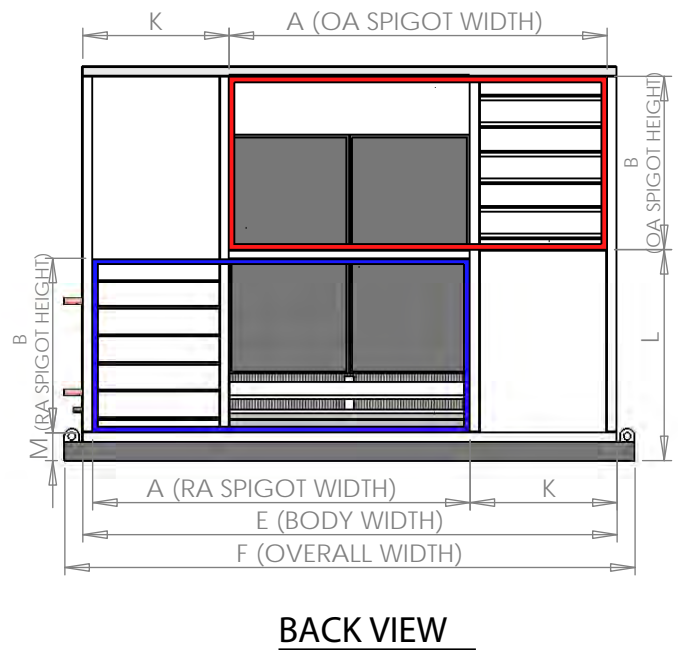 K
A (OA SPIGOT WIDTH)
B
(OA SPIGOT HEIGHT)
B
(RA SPIGOT HEIGHT)
L
M
A (RA SPIGOT WIDTH)
K
E (BODY WIDTH)
F (OVERALL WIDTH)
BACK VIEW